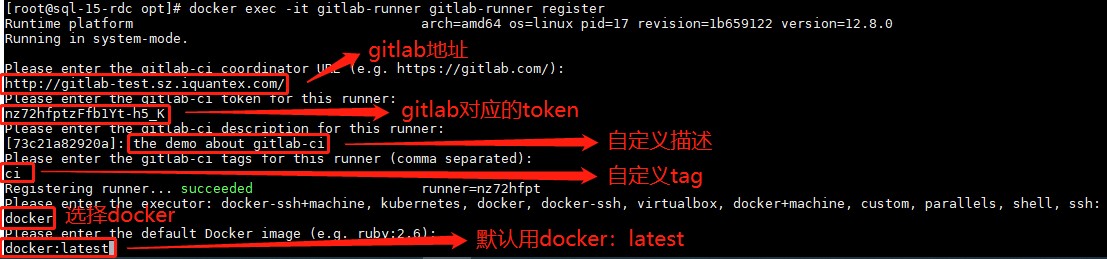 [root@sql-15-rdc opt]# docker exec -it gitlab-runner gitlab-runner register
Runtime platform arch=amd64 os=linux pid=17 revision=1b659122 version=12.8.0
Running in system-mode.
gitlab地址
Please enter the gitlab-ci coordinator URL (e.g. https://gitlab.com/):
http://gitlab-test.sz.iquantex.com/
Please enter the gitlab-ci token for this runner:
nz72hfptzFfb1Yt-h5_K gitlab对应的token
Please enter the gitlab-ci description for this runner:
[73c21a82920a]: the demo about gitlab-ci 自定义描述
Please enter the gitlab-ci tags for this runner (comma separated):
ci 自定义tag
Registering runner... succeeded runner=nz72hfpt
Please enter the executor: docker-ssh+machine, kubernetes, docker, docker-ssh, virtualbox, docker+machine, custom, parallels, shell, ssh:
docker 选择docker
Please enter the default Docker image (e.g. ruby:2.6):
docker:latest 默认用docker：latest